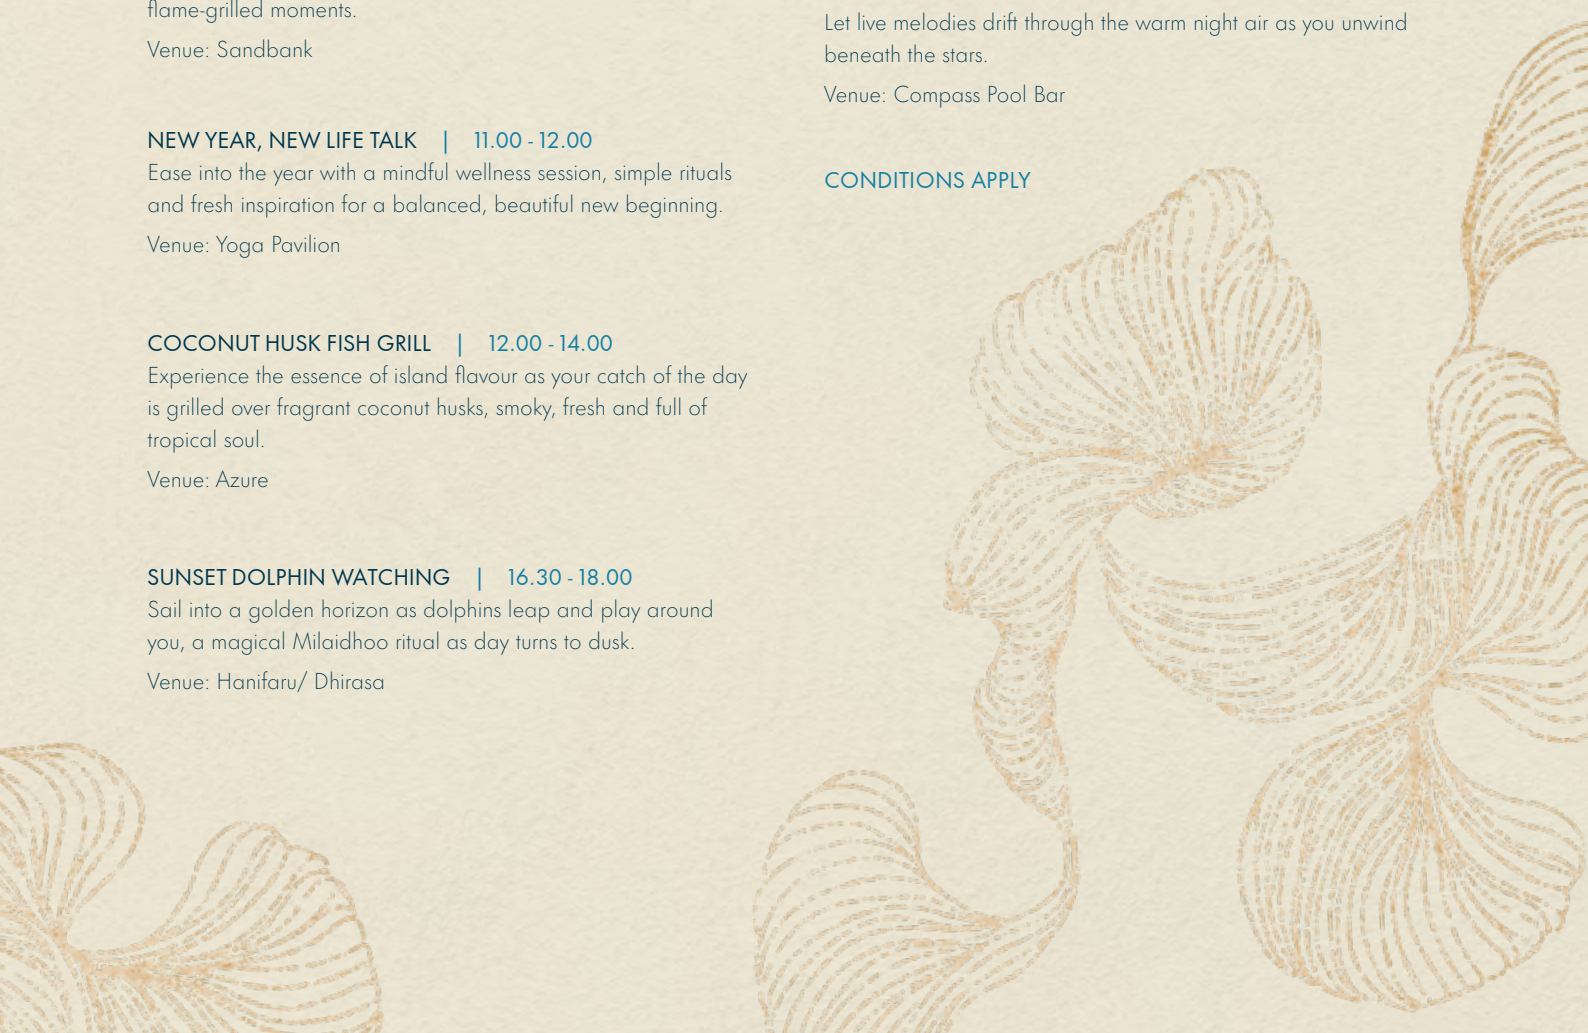 flame-grilled moments.
Venue: Sandbank
NEW YEAR, NEW LIFE TALK | 11.00 - 12.00
Ease into the year with a mindful wellness session, simple rituals
and fresh inspiration for a balanced, beautiful new beginning.
Venue: Yoga Pavilion
COCONUT HUSK FISH GRILL | 12.00 - 14.00
Experience the essence of island flavour as your catch of the day
is grilled over fragrant coconut husks, smoky, fresh and full of
tropical soul.
Venue: Azure
SUNSET DOLPHIN WATCHING | 16.30 - 18.00
Sail into a golden horizon as dolphins leap and play around
you, a magical Milaidhoo ritual as day turns to dusk.
Venue: Hanifaru/ Dhirasa
Let live melodies drift through the warm night air as you unwind
beneath the stars.
Venue: Compass Pool Bar
CONDITIONS APPLY